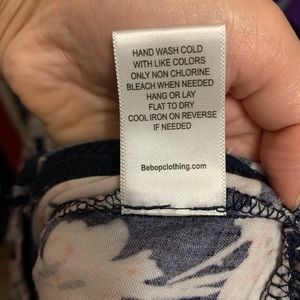 HAND WASH COLD
WITH LIKE COLORS
ONLY NON CHLORINE
BLEACH WHEN NEEDED
HANG OR LAY
FLAT TO DRY
COOL IRON ON REVERSE
IF NEEDED
Bebopclothing.com